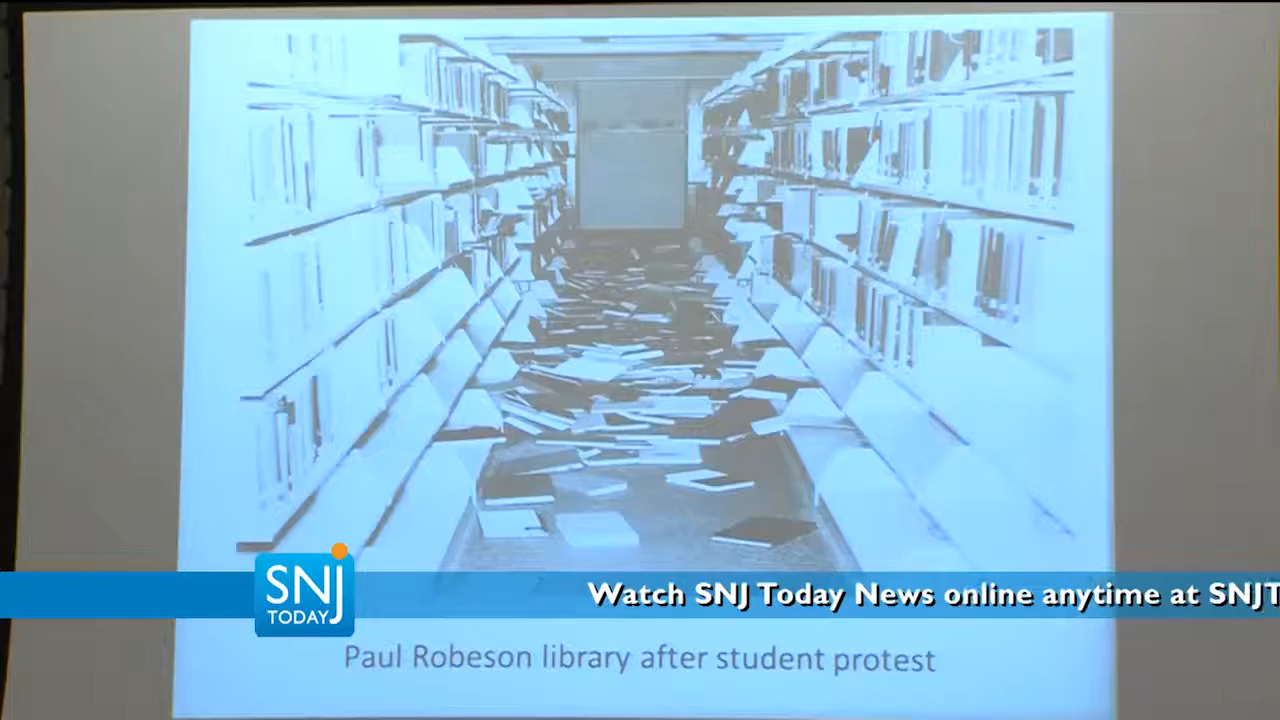 SNJ
TODAY
Watch SNJ Today News online anytime at SNJT
Paul Robeson library after student protest